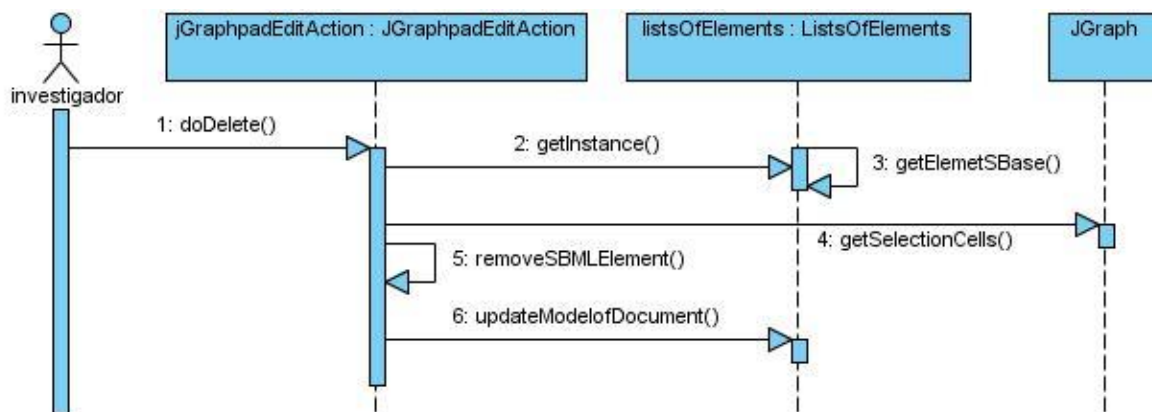 jGraphpadEditAction : JGraphpadEditAction
listsOfElements : ListsOfElements
JGraph
investigador
1: doDelete()
2: getInstance()
3: getElemetSBase()
4: getSelectionCells()
5: removeSBMLElement()
6: updateModelofDocument()